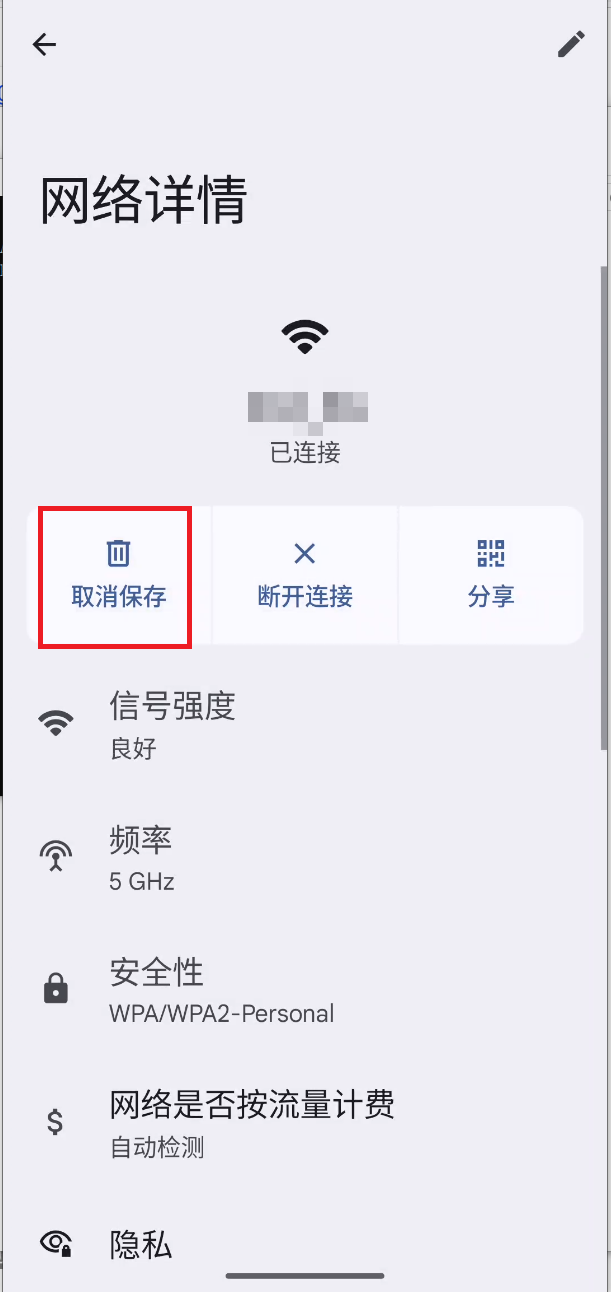 网络详情
已连接
取消保存
断开连接
分享
信号强度
良好
频率
5 GHz
安全性
WPA/WPA2-Personal
网络是否按流量计费
自动检测
隐私